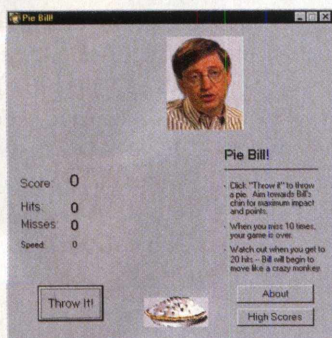 Pie Bill!
Pie Bill!
• Click "Throw it" to throw
a pie. Aim towards Bill's
chin for maximum impact
and points.
• When you miss 10 times,
your game is over.
• Watch out when you get to
20 hits -- Bill will begin to
move like a crazy monkey.
Score: 0
Hits: 0
Misses: 0
Speed: 0
Throw It!
About
High Scores